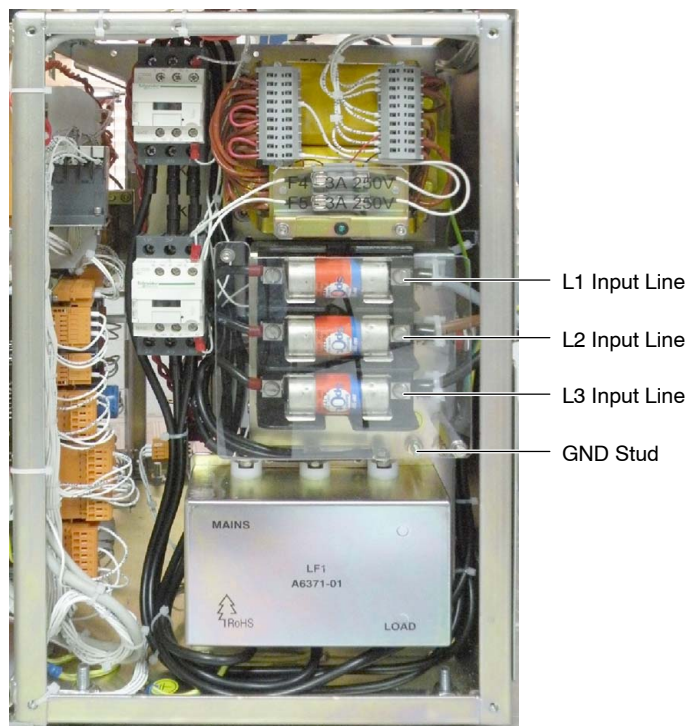 F4 3A 250V
F5 3A 250V
L1 Input Line
L2 Input Line
L3 Input Line
GND Stud
MAINS
LF1
A6371-01
RoHS
LOAD